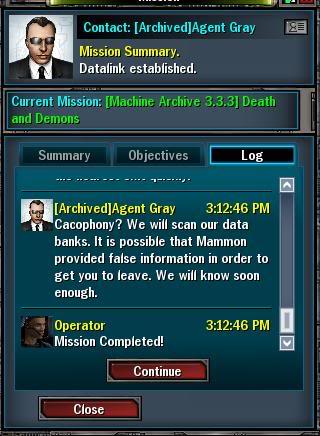 Contact: [Archived]Agent Gray
Mission Summary.
Datalink established.
Current Mission: [Machine Archive 3.3.3] Death
and Demons
Summary
Objectives
Log
[Archived]Agent Gray 3:12:46 PM
Cacophony? We will scan our data
banks. It is possible that Mammon
provided false information in order to
get you to leave. We will know soon
enough.
Operator 3:12:46 PM
Mission Completed!
Continue
Close